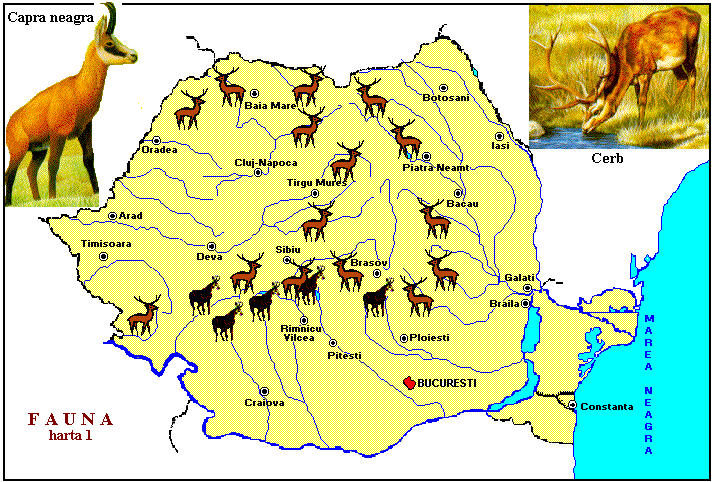 Capra neagra
Cerb
Botosani
Baia Mare
Iasi
Oradea
Cluj-Napoca
Piatra-Neamt
Tirgu Mures
Bacau
Arad
Timisoara
Deva
Sibiu
Brasov
Galati
Braila
Rimnicu
Vilcea
Ploiesti
Pitesti
BUCURESTI
Craiova
Constanta
MAREA NEAGRA
FAUNA
harta 1